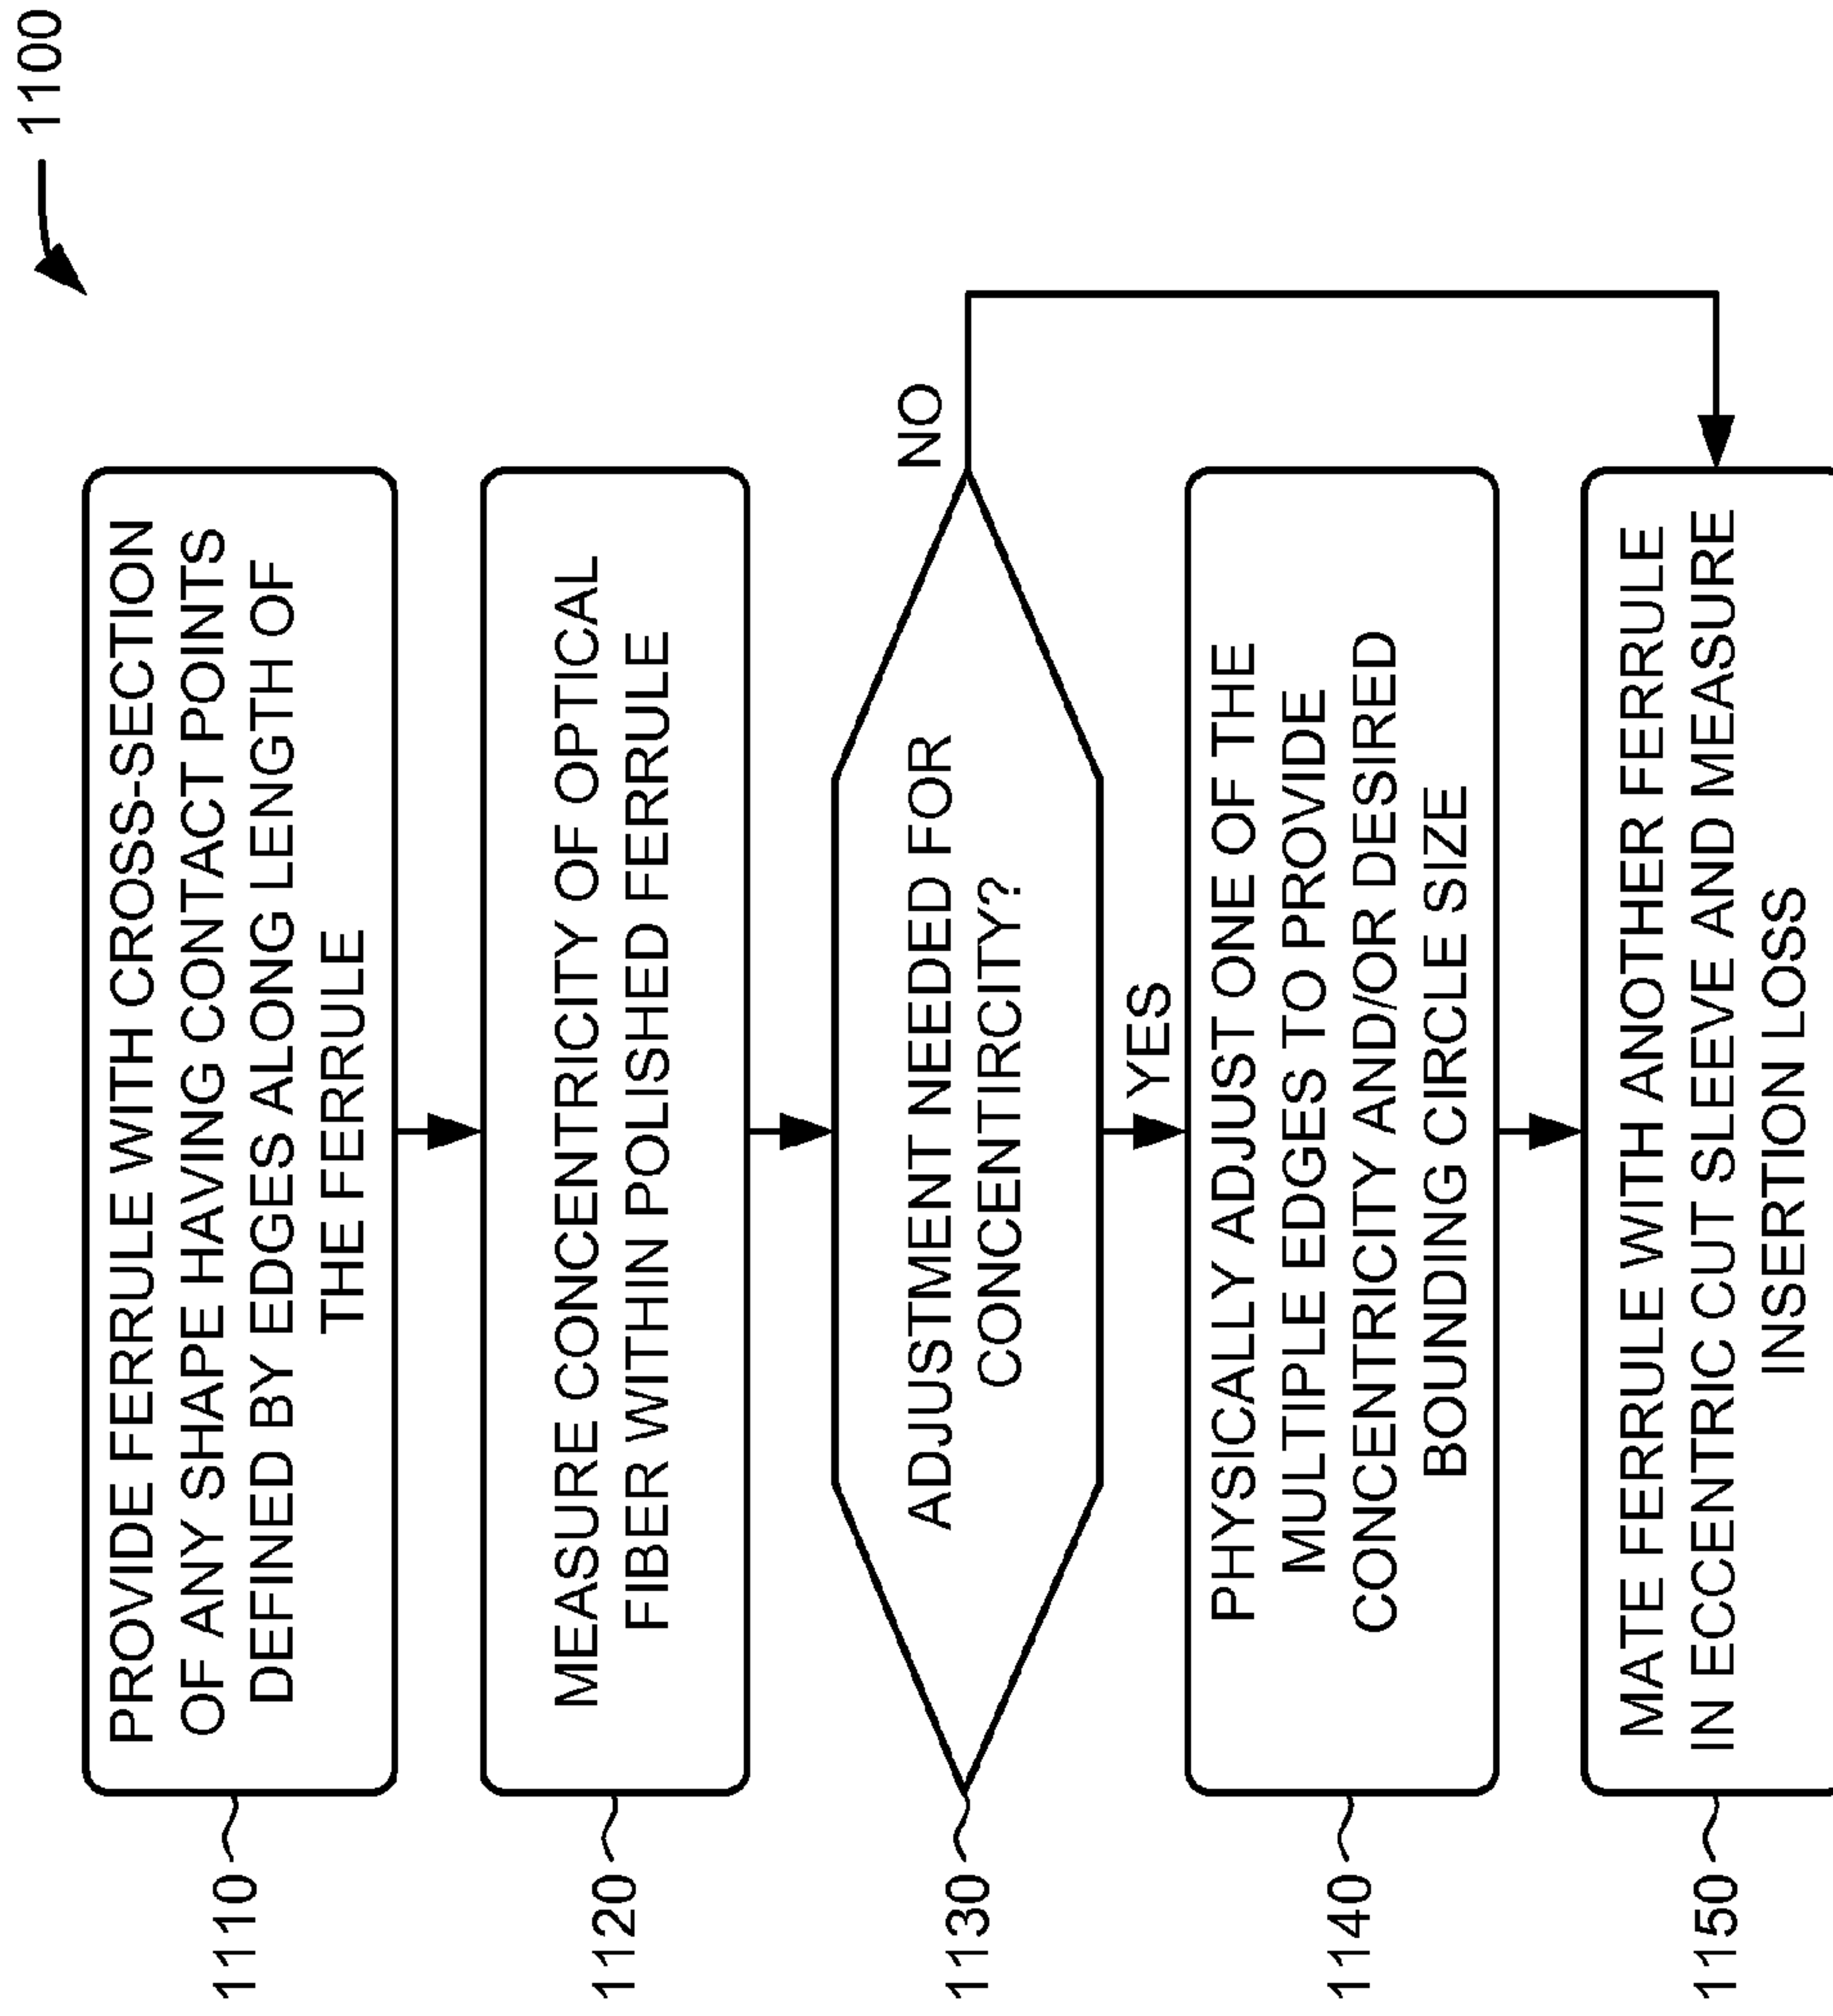 1100
1110
PROVIDE FERRULE WITH CROSS-SECTION
OF ANY SHAPE HAVING CONTACT POINTS
DEFINED BY EDGES ALONG LENGTH OF
THE FERRULE
1120
MEASURE CONCENTRICITY OF OPTICAL
FIBER WITHIN POLISHED FERRULE
1130
ADJUSTMENT NEEDED FOR
CONCENTIRCITY?
NO
YES
1140
PHYSICALLY ADJUST ONE OF THE
MULTIPLE EDGES TO PROVIDE
CONCENTRICITY AND/OR DESIRED
BOUNDING CIRCLE SIZE
1150
MATE FERRULE WITH ANOTHER FERRULE
IN ECCENTRIC CUT SLEEVE AND MEASURE
INSERTION LOSS